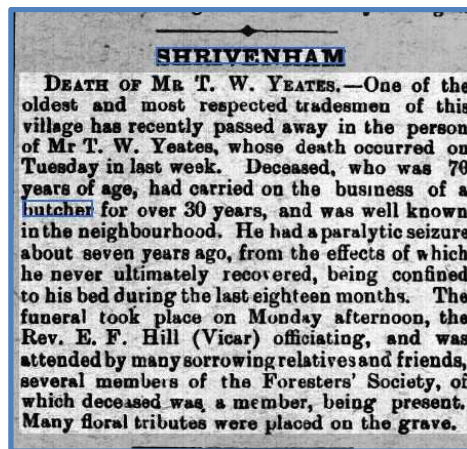 SHRIVENHAM
DEATH OF MR T. W. YEATES.—One of the
oldest and most respected tradesmen of this
village has recently passed away in the person
of Mr T. W. Yeates, whose death occurred on
Tuesday in last week. Deceased, who was 70
years of age, had carried on the business of a
butcher for over 30 years, and was well known
in the neighbourhood. He had a paralytic seizure
about seven years ago, from the effects of which
he never ultimately recovered, being confined
to his bed during the last eighteen months. The
funeral took place on Monday afternoon, the
Rev. E. F. Hill (Vicar) officiating, and was
attended by many sorrowing relatives and friends,
several members of the Foresters' Society, of
which deceased was a member, being present.
Many floral tributes were placed on the grave.